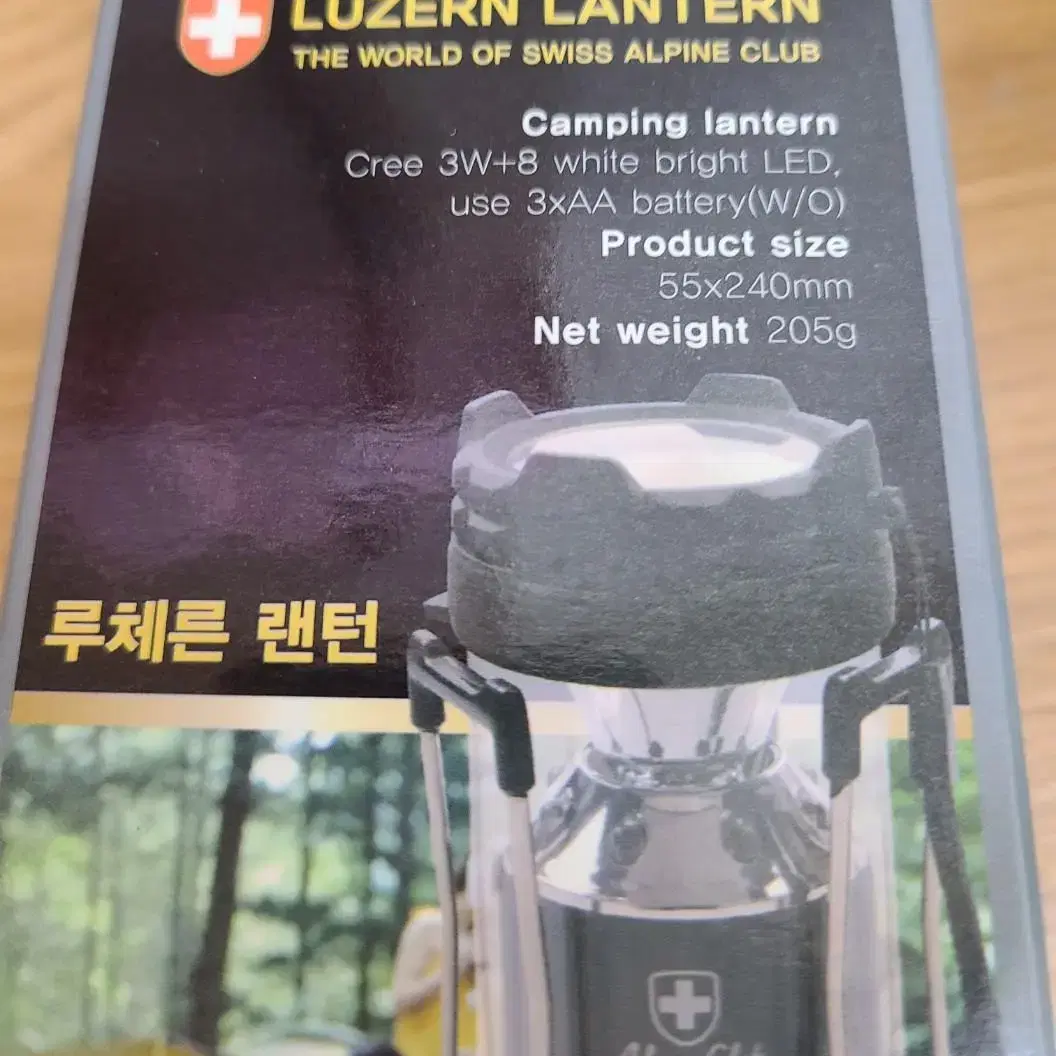 LUZERN LANTERN
THE WORLD OF SWISS ALPINE CLUB
Camping lantern
Cree 3W+8 white bright LED,
use 3xAA battery(W/O)
Product size
55x240mm
Net weight 205g
루체른 랜턴